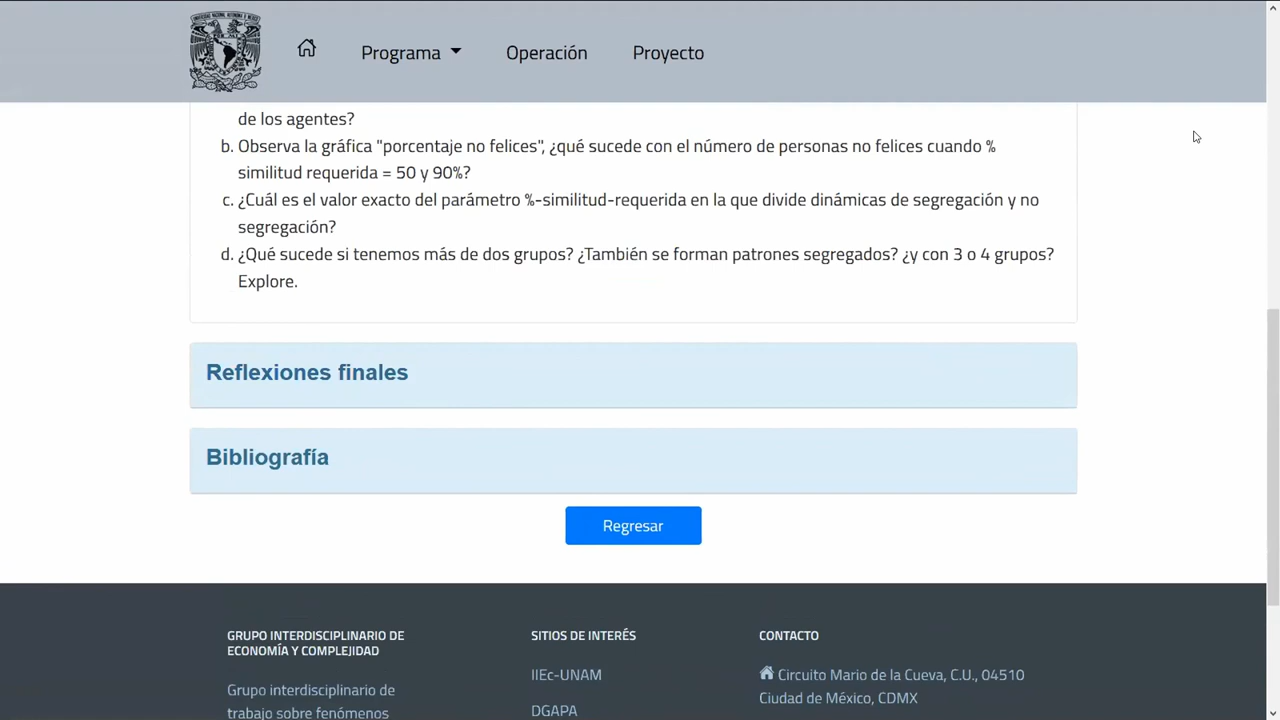 Programa
Operación
Proyecto
de los agentes?
b. Observa la gráfica "porcentaje no felices", ¿qué sucede con el número de personas no felices cuando %
similitud requerida = 50 y 90%?
c. ¿Cuál es el valor exacto del parámetro %-similitud-requerida en la que divide dinámicas de segregación y no
segregación?
d. ¿Qué sucede si tenemos más de dos grupos? ¿También se forman patrones segregados? ¿y con 3 o 4 grupos?
Explore.
Reflexiones finales
Bibliografía
Regresar
GRUPO INTERDISCIPLINARIO DE
ECONOMÍA Y COMPLEJIDAD
Grupo interdisciplinario de
trabajo sobre fenómenos
SITIOS DE INTERÉS
IIEc-UNAM
DGAPA
CONTACTO
Circuito Mario de la Cueva, C.U., 04510
Ciudad de México, CDMX